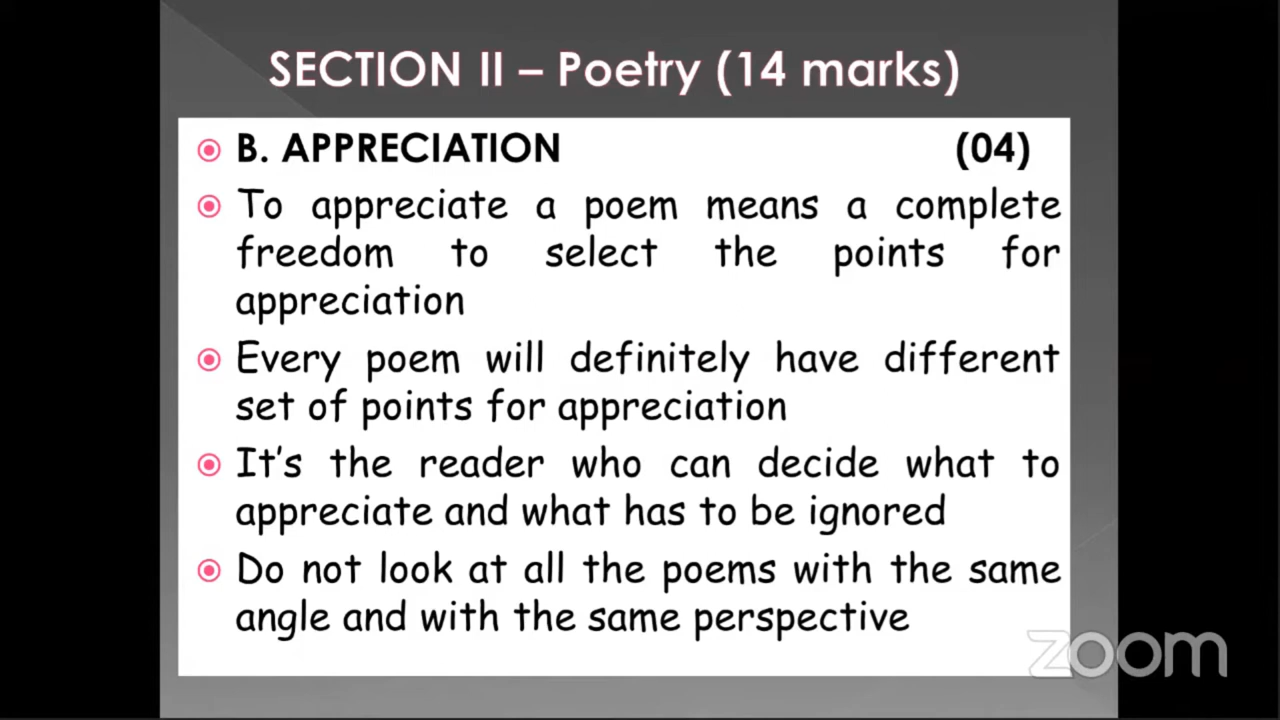 SECTION II – Poetry (14 marks)
B. APPRECIATION (04)
To appreciate a poem means a complete
freedom to select the points for
appreciation
Every poem will definitely have different
set of points for appreciation
It's the reader who can decide what to
appreciate and what has to be ignored
Do not look at all the poems with the same
angle and with the same perspective
zoom